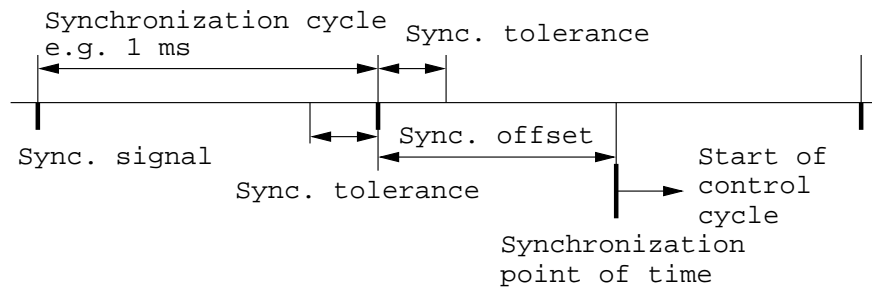 Synchronization cycle
e.g. 1 ms
Sync. tolerance
Sync. signal
Sync. offset
Sync. tolerance
Start of
control
cycle
Synchronization
point of time